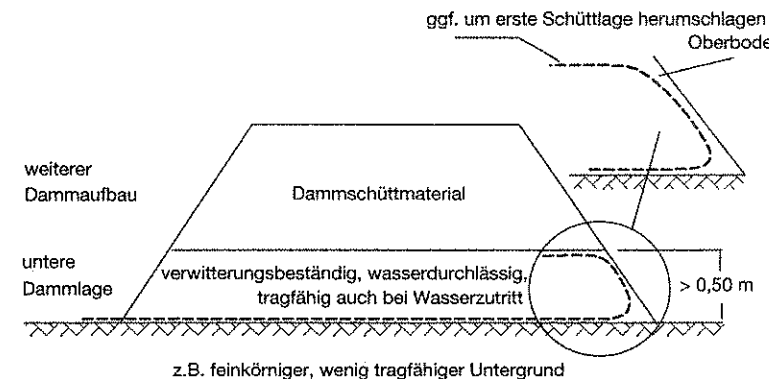 ggf. um erste Schüttlage herumschlagen
Oberbode
weiterer
Dammaufbau
Dammschüttmaterial
untere
Dammlage
verwitterungsbeständig, wasserdurchlässig,
tragfähig auch bei Wasserzutritt
> 0,50 m
z.B. feinkörniger, wenig tragfähiger Untergrund